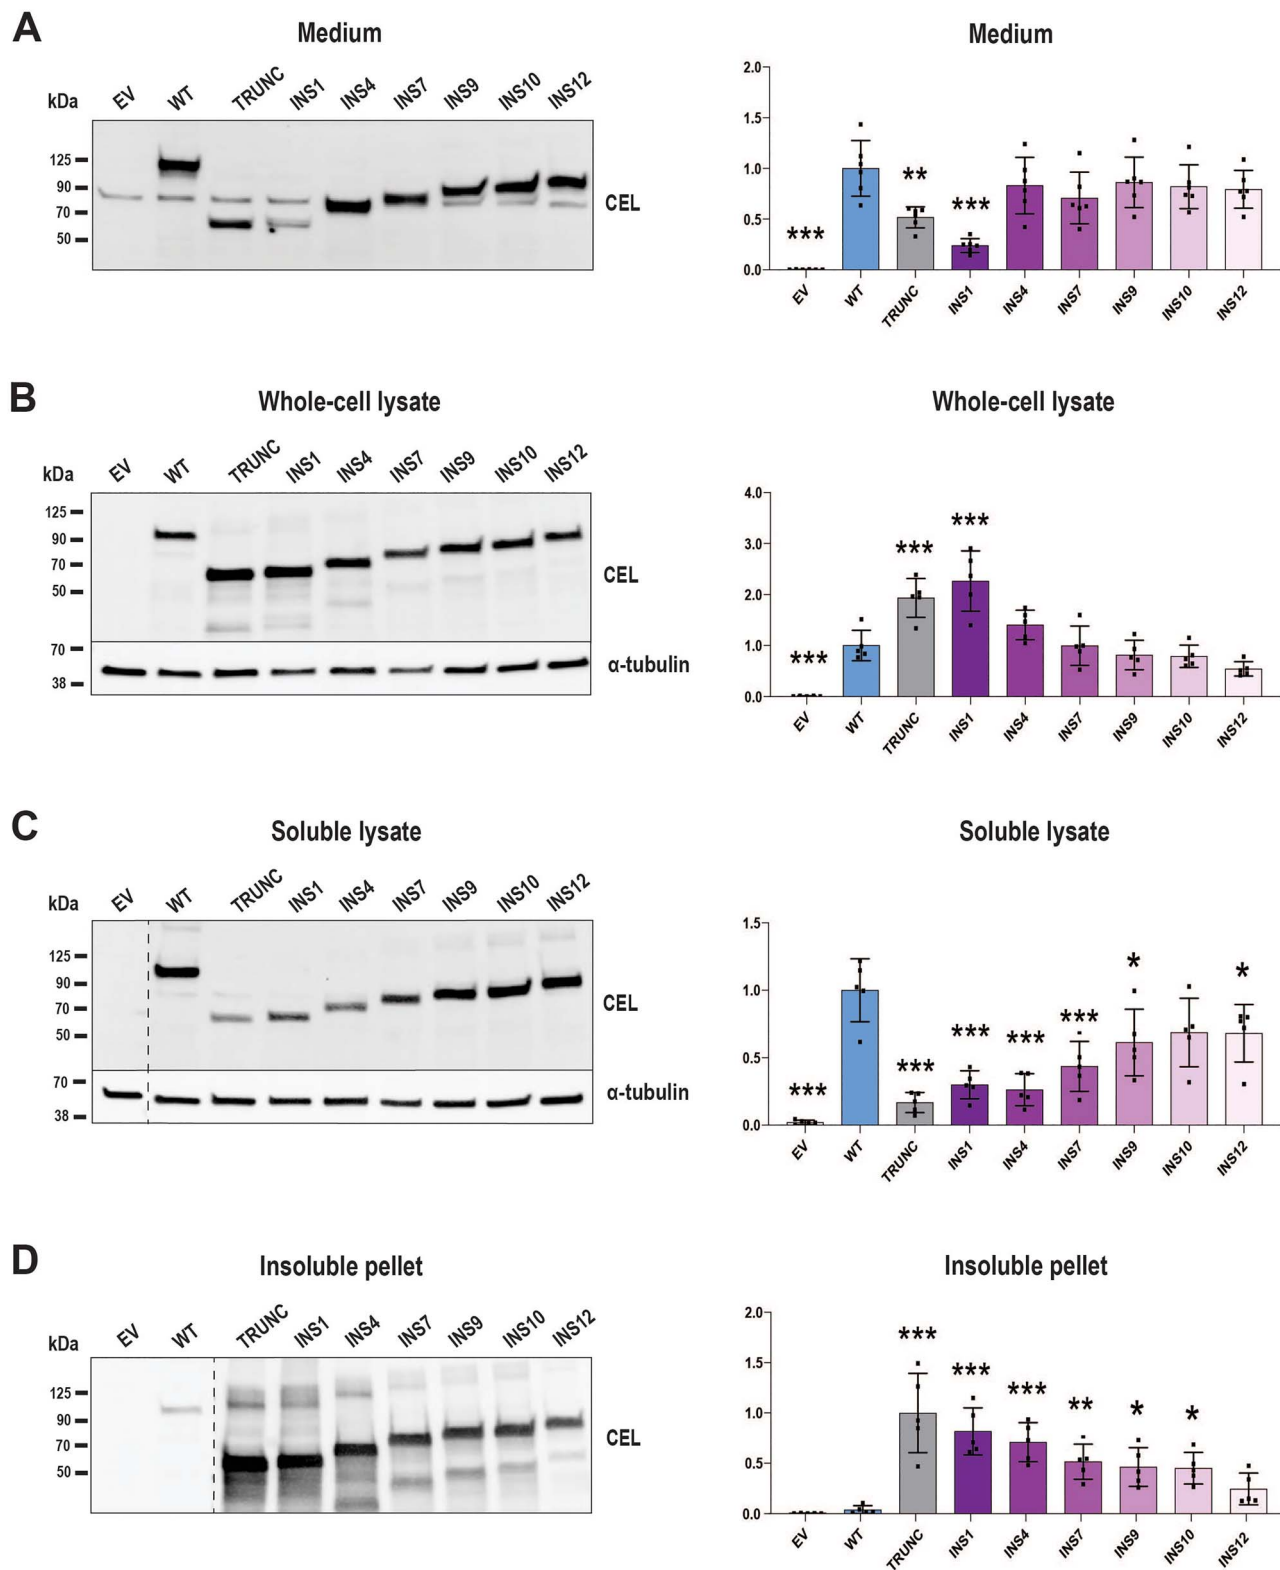 A
Medium
kDa
EV WT TRUNC INS1 INS4 INS7 INS9 INS10 INS12
125
90
70
50
CEL
Medium
2.0
1.5
1.0
0.5
0.0
*** ** ***
EV WT TRUNC INS1 INS4 INS7 INS9 INS10 INS12
B
Whole-cell lysate
kDa
EV WT TRUNC INS1 INS4 INS7 INS9 INS10 INS12
125
90
70
50
CEL
70
38
α-tubulin
Whole-cell lysate
4.0
3.0
2.0
1.0
0.0
*** *** ***
EV WT TRUNC INS1 INS4 INS7 INS9 INS10 INS12
C
Soluble lysate
kDa
EV WT TRUNC INS1 INS4 INS7 INS9 INS10 INS12
125
90
70
50
CEL
70
38
α-tubulin
Soluble lysate
1.5
1.0
0.5
0.0
*** *** *** *** *** * *
EV WT TRUNC INS1 INS4 INS7 INS9 INS10 INS12
D
Insoluble pellet
kDa
EV WT TRUNC INS1 INS4 INS7 INS9 INS10 INS12
125
90
70
50
CEL
Insoluble pellet
2.0
1.5
1.0
0.5
0.0
*** *** *** ** * *
EV WT TRUNC INS1 INS4 INS7 INS9 INS10 INS12